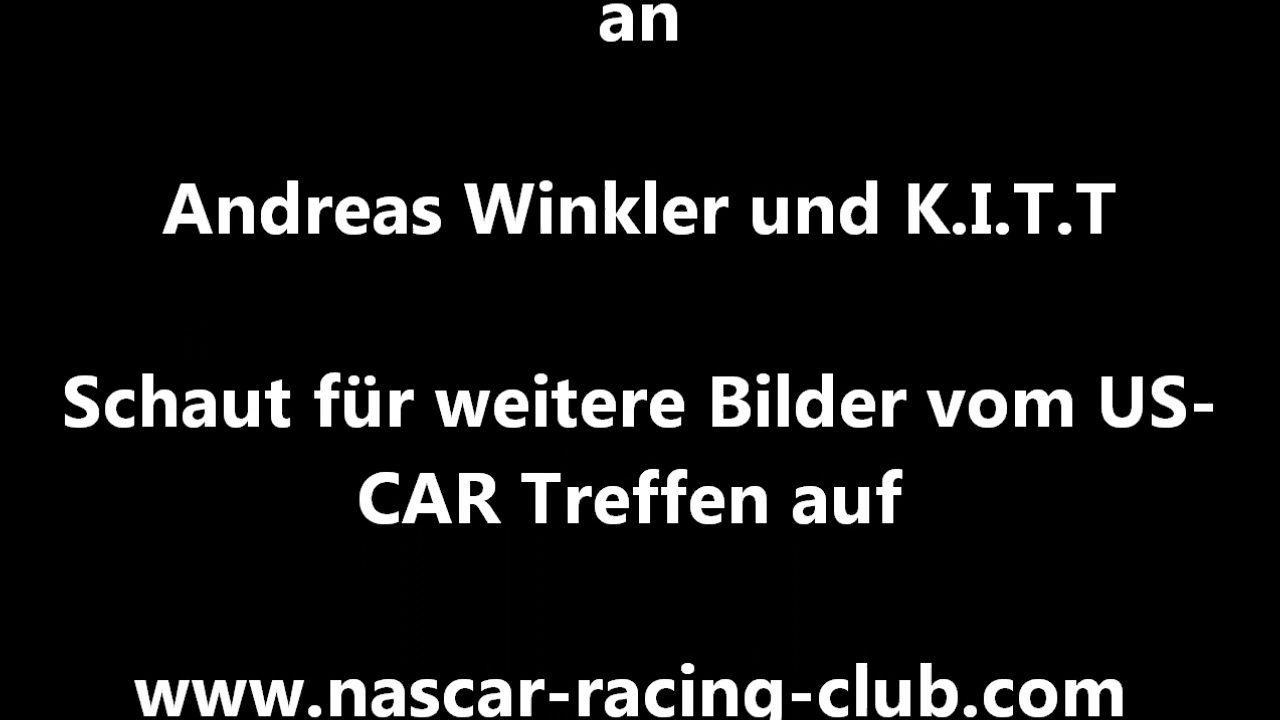 an
Andreas Winkler und K.I.T.T
Schaut für weitere Bilder vom US-
CAR Treffen auf
www.nascar-racing-club.com